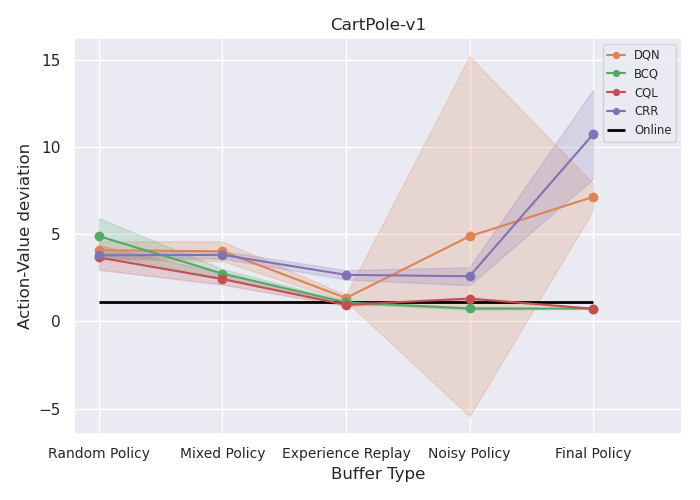 CartPole-v1
15
10
5
0
−5
Action-Value deviation
DQN
BCQ
CQL
CRR
Online
Random Policy
Mixed Policy
Experience Replay
Noisy Policy
Final Policy
Buffer Type